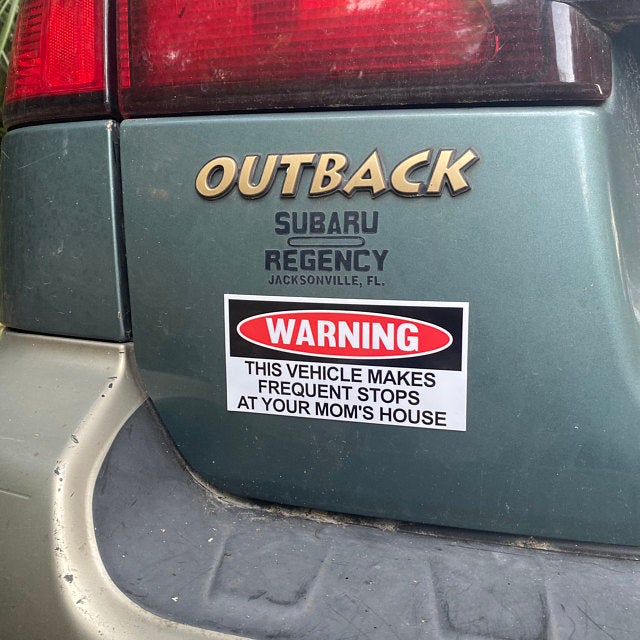 OUTBACK
SUBARU
REGENCY
JACKSONVILLE, FL.
WARNING
THIS VEHICLE MAKES
FREQUENT STOPS
AT YOUR MOM'S HOUSE